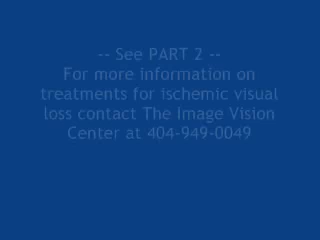 -- See PART 2 --
For more information on
treatments for ischemic visual
loss contact The Image Vision
Center at 404-949-0049